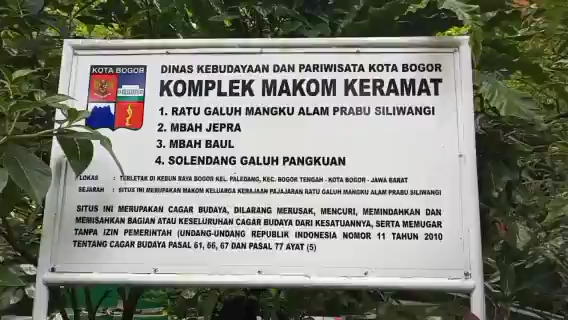 KOTA BOGOR
DINAS KEBUDAYAAN DAN PARIWISATA KOTA BOGOR
KOMPLEK MAKOM KERAMAT
1. RATU GALUH MANGKU ALAM PRABU SILIWANGI
2. MBAH JEPRA
3. MBAH BAUL
4. SOLENDANG GALUH PANGKUAN
LOKAS : TERLETAK DI KEBUN RAYA BOGOR KEL. PALEDANG, KEC. BOGOR TENGAH - KOTA BOGOR - JAWA BARAT
SEJARAH : SITUS INI MERUPAKAN MAKOM KELUARGA KERAJAAN PAJAJARAN RATU GALUH MANGKU ALAM PRABU SILIWANGI
SITUS INI MERUPAKAN CAGAR BUDAYA, DILARANG MERUSAK, MENCURI, MEMINDAHKAN DAN
MEMISAHKAN BAGIAN ATAU KESELURUHAN CAGAR BUDAYA DARI KESATUANNYA, SERTA MEMUGAR
TANPA IZIN PEMERINTAH (UNDANG-UNDANG REPUBLIK INDONESIA NOMOR 11 TAHUN 2010
TENTANG CAGAR BUDAYA PASAL 61, 66, 67 DAN PASAL 77 AYAT (5)